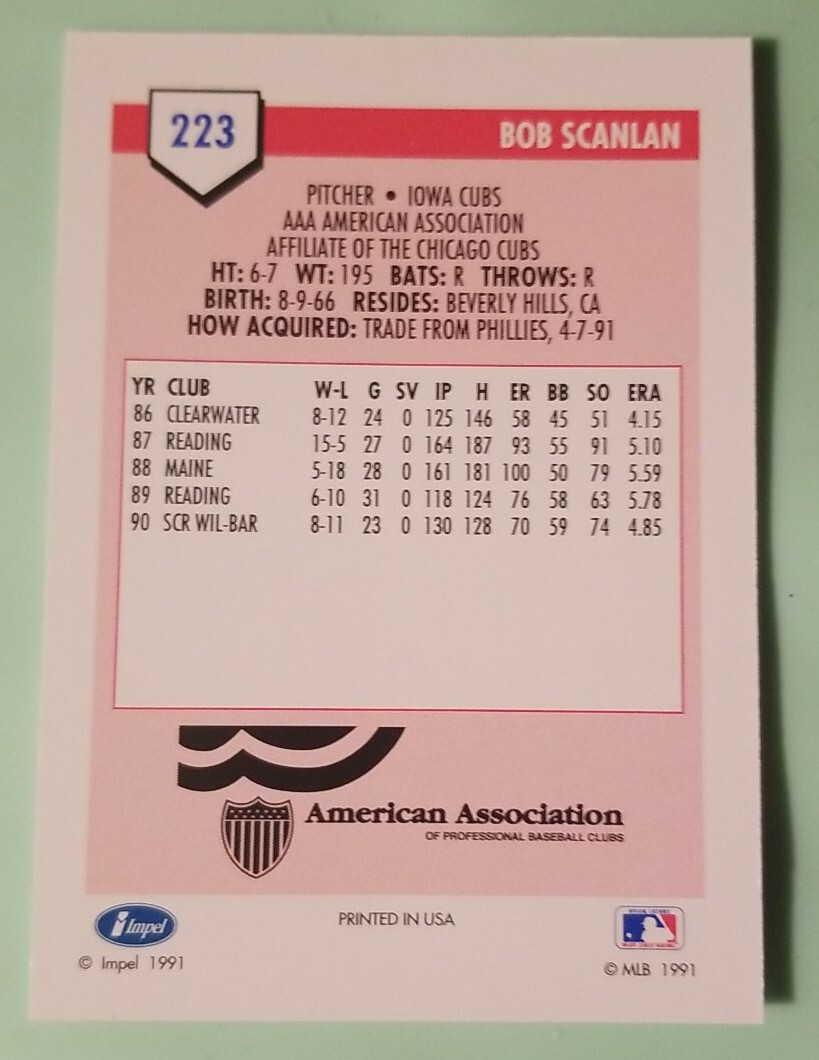 223
BOB SCANLAN
PITCHER • IOWA CUBS
AAA AMERICAN ASSOCIATION
AFFILIATE OF THE CHICAGO CUBS
HT: 6-7 WT: 195 BATS: R THROWS: R
BIRTH: 8-9-66 RESIDES: BEVERLY HILLS, CA
HOW ACQUIRED: TRADE FROM PHILLIES, 4-7-91
YR CLUB W-L G SV IP H ER BB SO ERA
86 CLEARWATER 8-12 24 0 125 146 58 45 51 4.15
87 READING 15-5 27 0 164 187 93 55 91 5.10
88 MAINE 5-18 28 0 161 181 100 50 79 5.59
89 READING 6-10 31 0 118 124 76 58 63 5.78
90 SCR WIL-BAR 8-11 23 0 130 128 70 59 74 4.85
American Association
OF PROFESSIONAL BASEBALL CLUBS
Impel
PRINTED IN USA
© Impel 1991
© MLB 1991